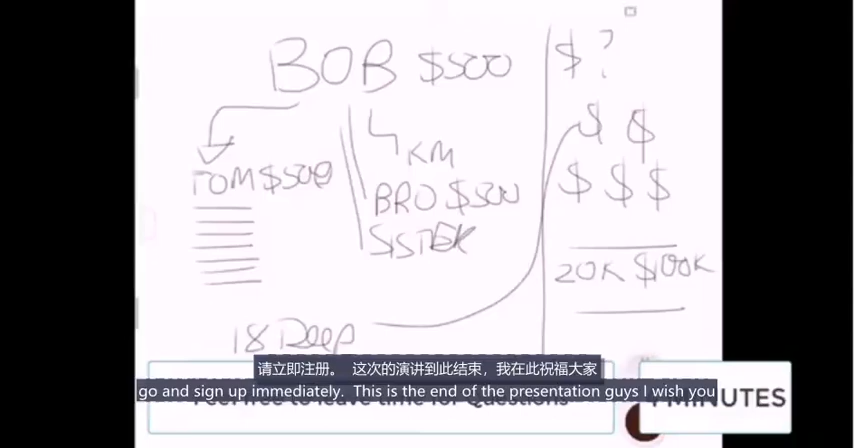 BOB $500
$?
$ $
4
KM
TOM $500
BRO $500
$ $ $
SISTER
20K $100K
18 Deep
请立即注册。 这次的演讲到此结束，我在此祝福大家
go and sign up immediately. This is the end of the presentation guys I wish you
MINUTES